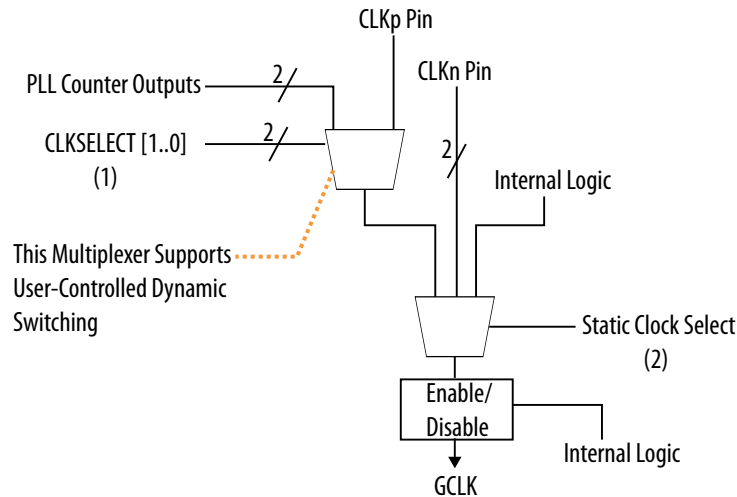 CLKp Pin
CLKn Pin
PLL Counter Outputs
2
CLKSELECT [1..0]
(1)
2
2
Internal Logic
This Multiplexer Supports
User-Controlled Dynamic
Switching
Static Clock Select
(2)
Enable/
Disable
Internal Logic
GCLK